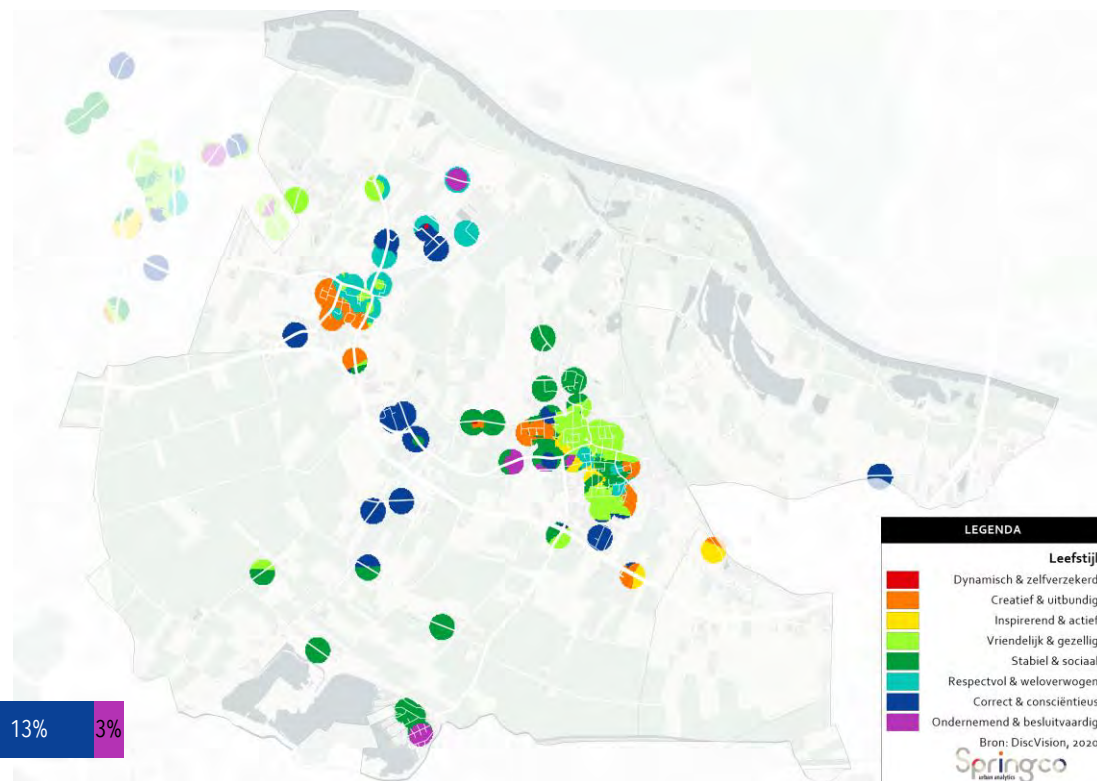 13%
3%
LEGENDA
Leefstijl
Dynamisch & zelfverzekerd
Creatief & uitbundig
Inspirerend & actief
Vriendelijk & gezellig
Stabiel & sociaal
Respectvol & weloverwogen
Correct & consciëntieus
Ondernemend & besluitvaardig
Bron: DiscVision, 2020
Springco
urban analytics